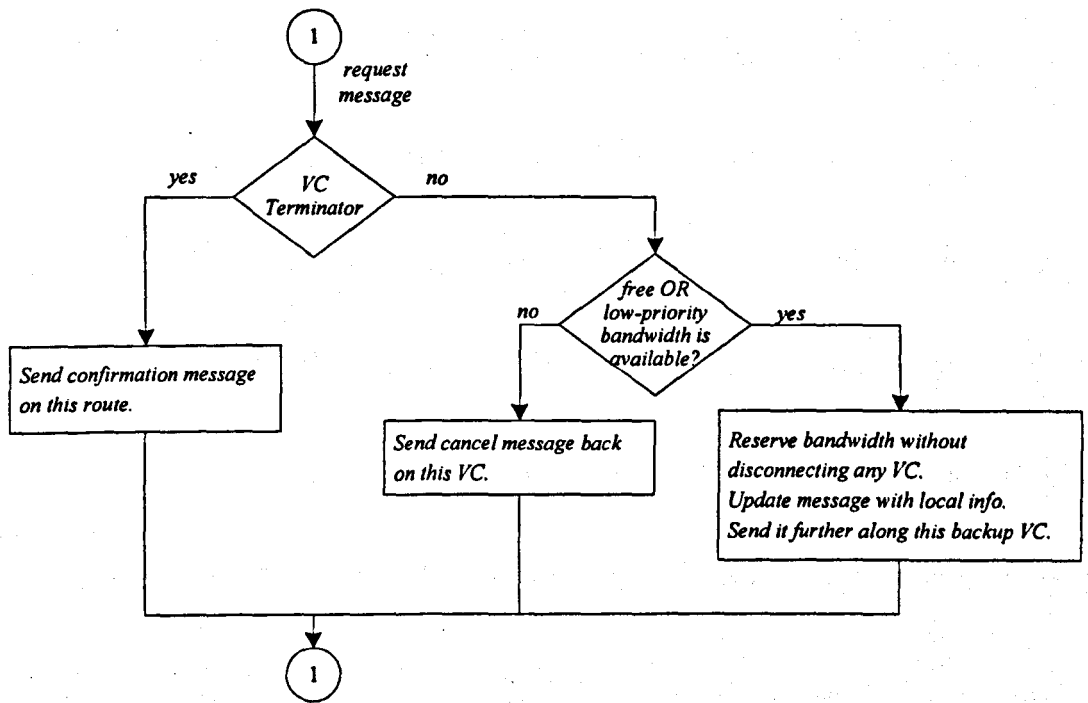 1
request
message
yes
VC
Terminator
no
free OR
low-priority
bandwidth is
available?
no
yes
Send confirmation message
on this route.
Send cancel message back
on this VC.
Reserve bandwidth without
disconnecting any VC.
Update message with local info.
Send it further along this backup VC.
1